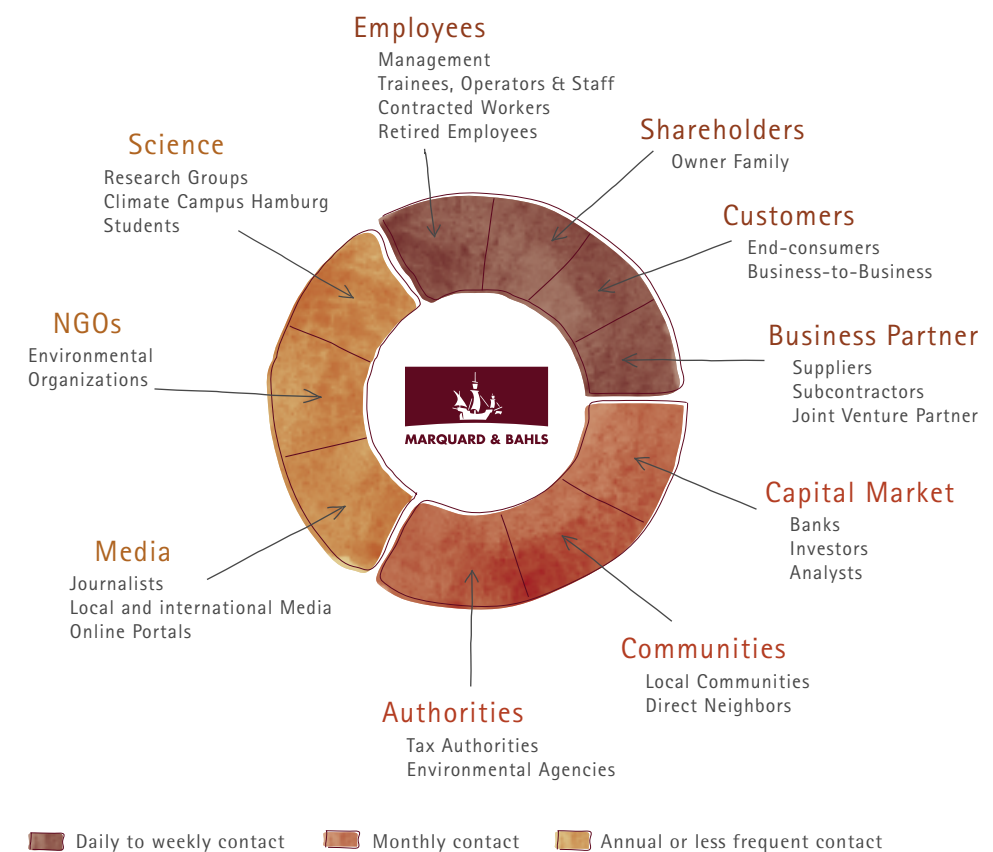 Employees
Management
Trainees, Operators & Staff
Contracted Workers
Retired Employees
Shareholders
Owner Family
Customers
End-consumers
Business-to-Business
Business Partner
Suppliers
Subcontractors
Joint Venture Partner
Capital Market
Banks
Investors
Analysts
Communities
Local Communities
Direct Neighbors
Authorities
Tax Authorities
Environmental Agencies
Media
Journalists
Local and international Media
Online Portals
NGOs
Environmental
Organizations
Science
Research Groups
Climate Campus Hamburg
Students
MARQUARD & BAHLS
Daily to weekly contact
Monthly contact
Annual or less frequent contact